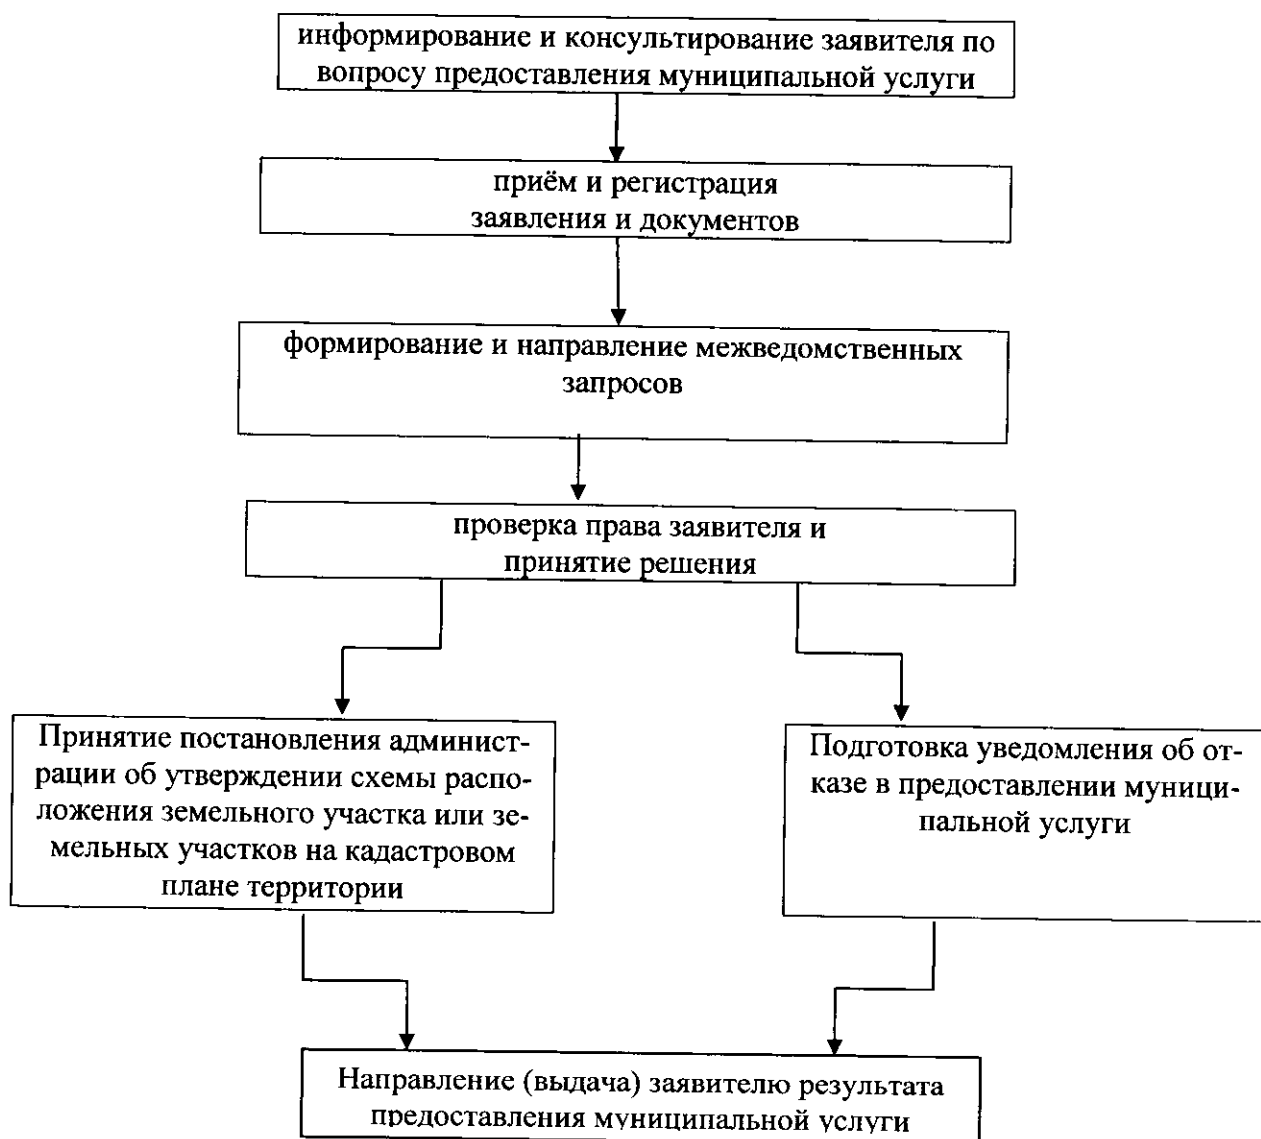 информирование и консультирование заявителя по
вопросу предоставления муниципальной услуги
приём и регистрация
заявления и документов
формирование и направление межведомственных
запросов
проверка права заявителя и
принятие решения
Принятие постановления админист-
рации об утверждении схемы распо-
ложения земельного участка или зе-
мельных участков на кадастровом
плане территории
Подготовка уведомления об от-
казе в предоставлении муници-
пальной услуги
Направление (выдача) заявителю результата
предоставления муниципальной услуги